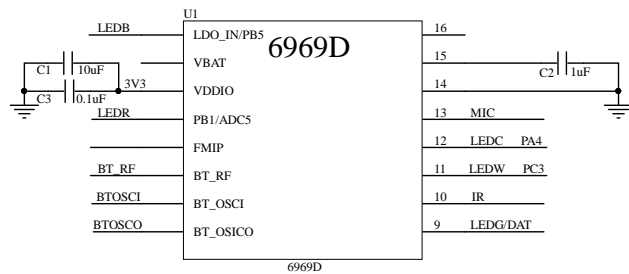 U1
LEDB LDO_IN/PB5 6969D 16
VBAT 15
C1 10uF C2 1uF
3V3 VDDIO 14
C3 0.1uF
LEDR PB1/ADC5 13 MIC
FMIP 12 LEDC PA4
BT_RF BT_RF 11 LEDW PC3
BTOSCI BT_OSCI 10 IR
BTOSCO BT_OSICO 9 LEDG/DAT
6969D